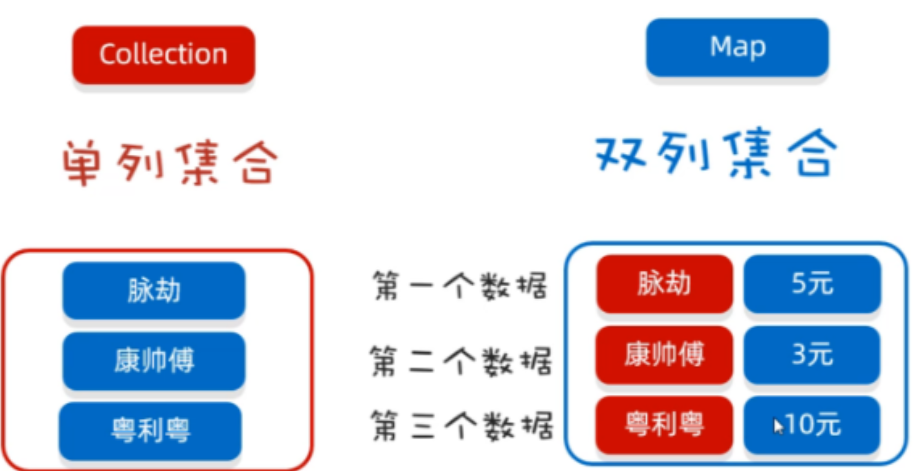 Collection
Map
单列集合
双列集合
脉劫
第一个数据
脉劫
5元
康帅傅
第二个数据
康帅傅
3元
粤利粤
第三个数据
粤利粤
10元